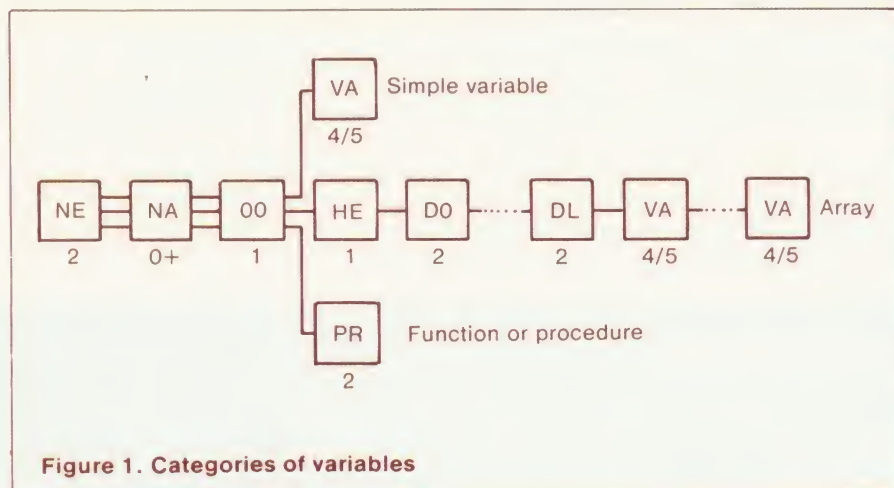 VA Simple variable
4/5
NE NA 00 HE D0 DL VA VA Array
2 0+ 1 1 2 2 4/5 4/5
PR Function or procedure
2
Figure 1. Categories of variables